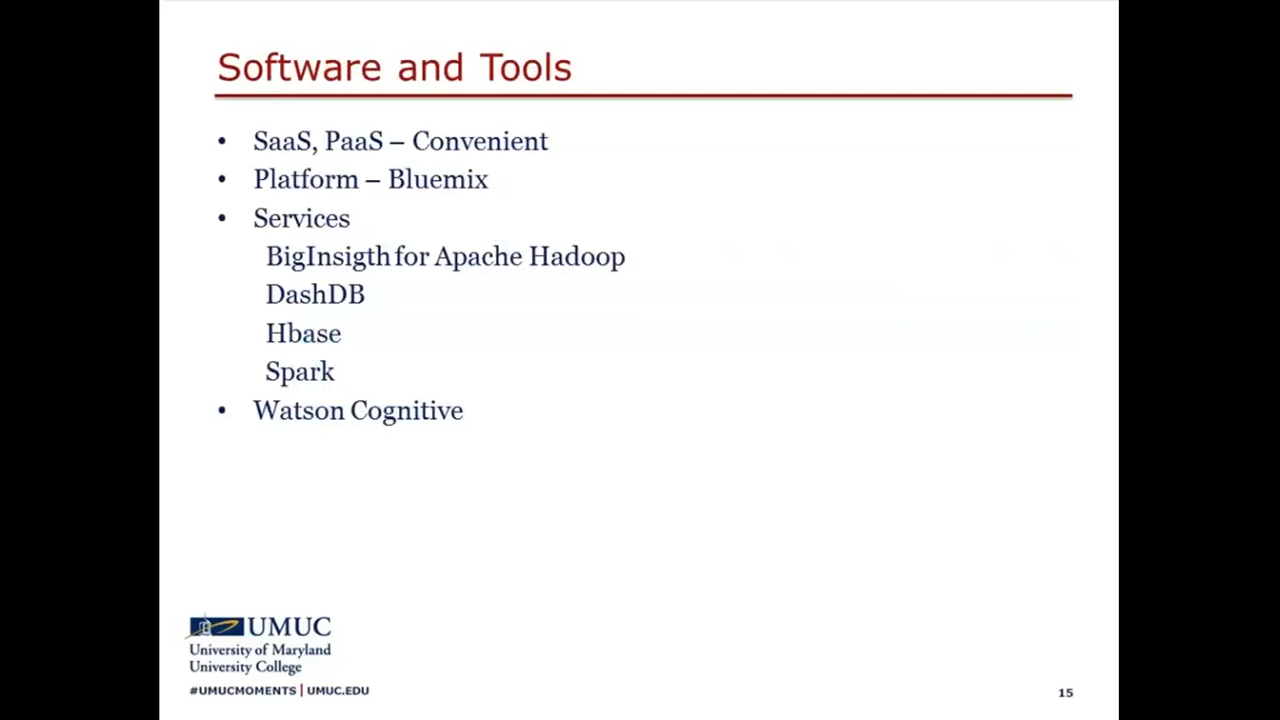 Software and Tools
• SaaS, PaaS – Convenient
• Platform – Bluemix
• Services
BigInsigth for Apache Hadoop
DashDB
Hbase
Spark
• Watson Cognitive
UMUC
University of Maryland
University College
#UMUCMOMENTS | UMUC.EDU
15